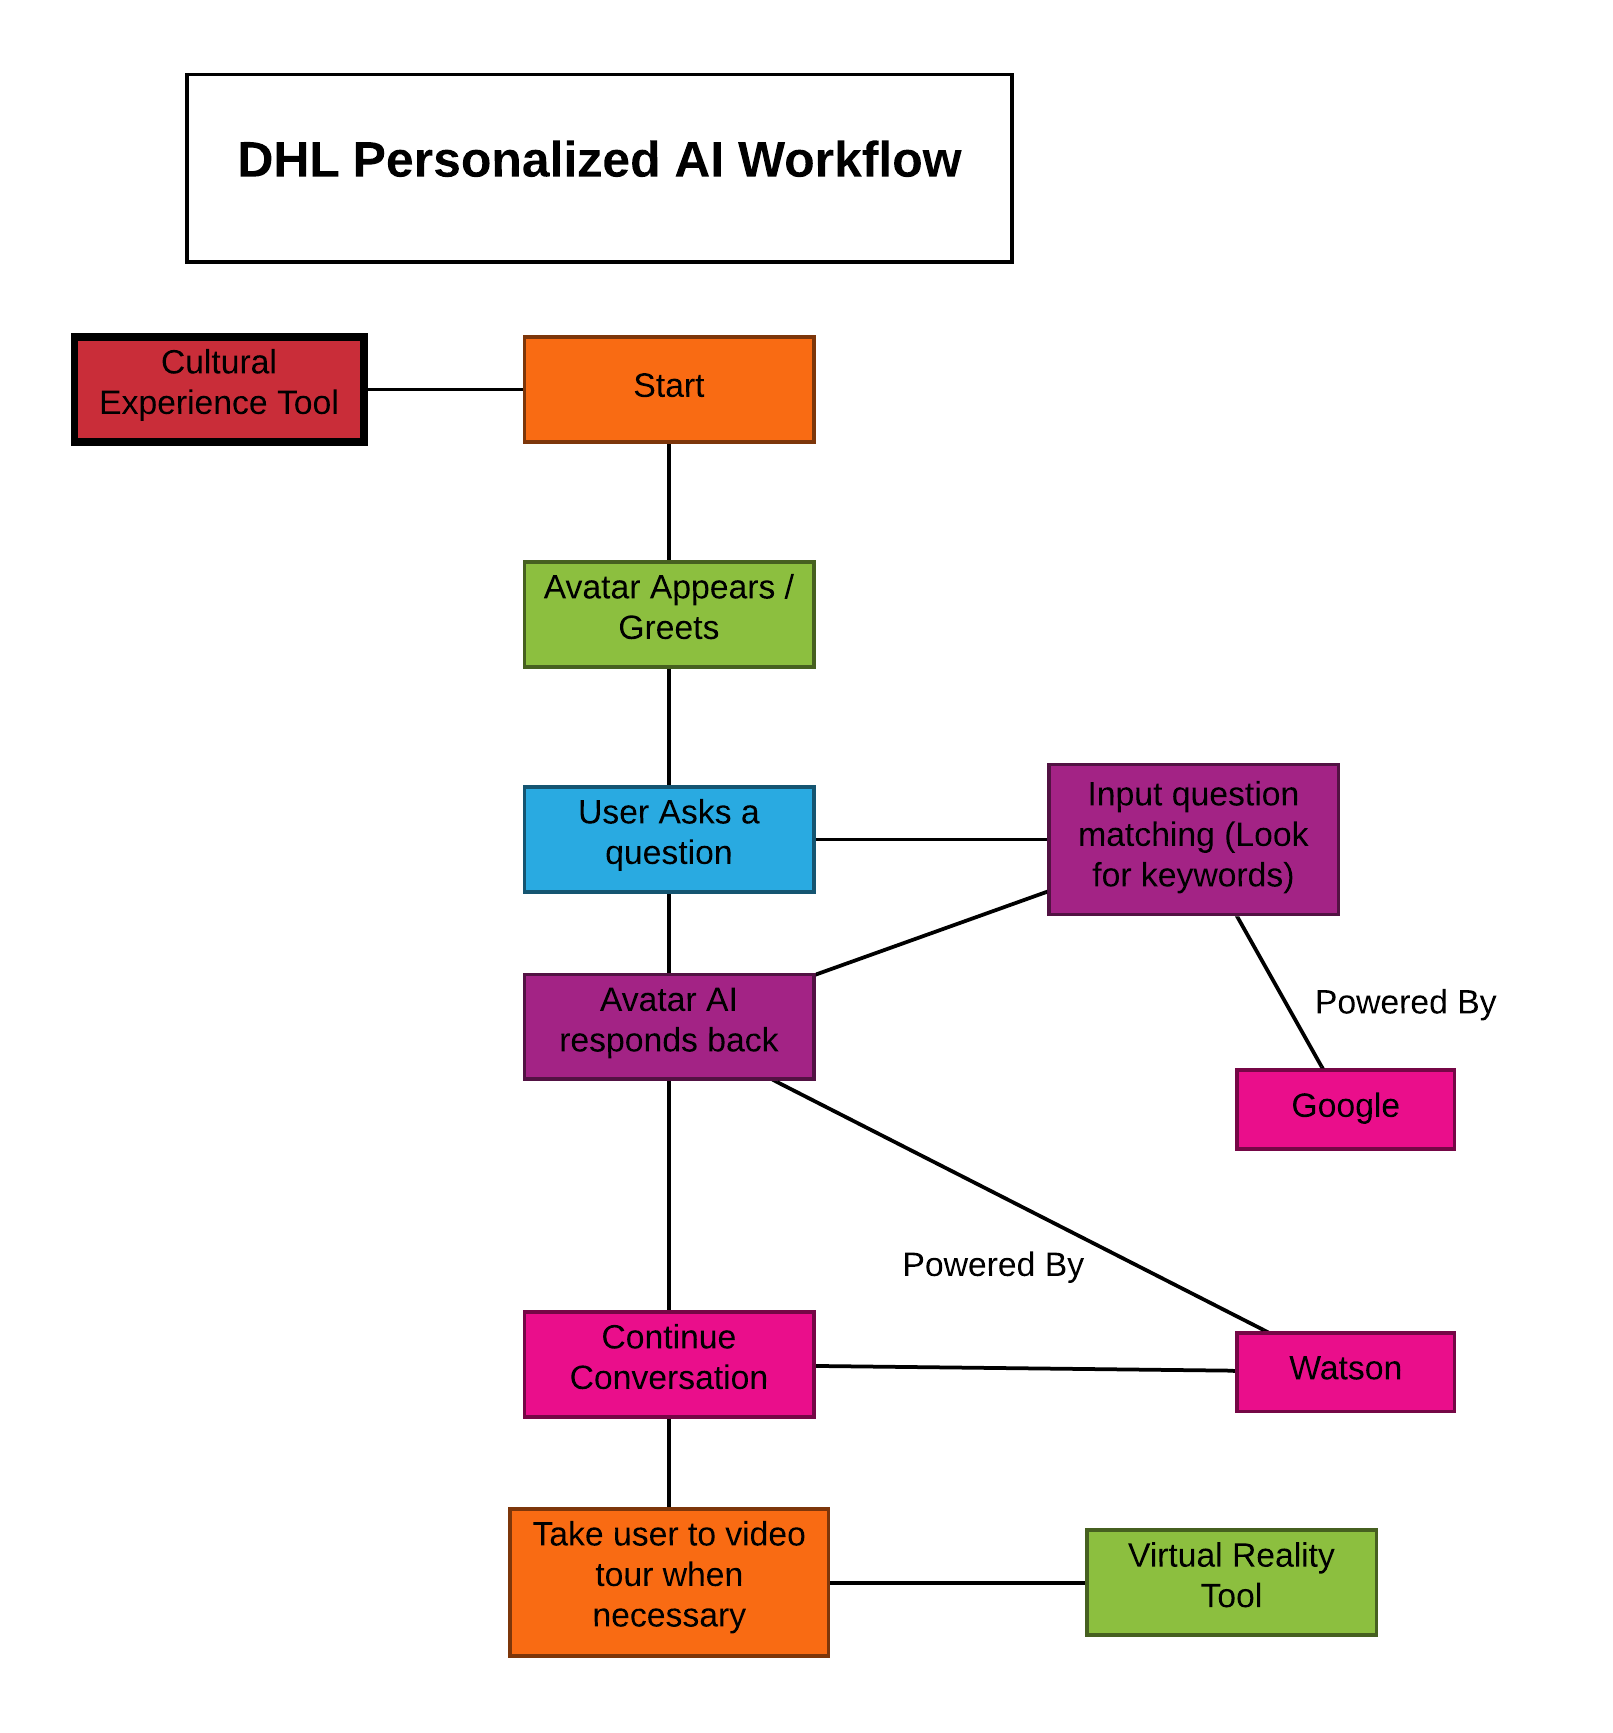 DHL Personalized AI Workflow
Cultural
Experience Tool
Start
Avatar Appears /
Greets
User Asks a
question
Input question
matching (Look
for keywords)
Avatar AI
responds back
Powered By
Google
Powered By
Continue
Conversation
Watson
Take user to video
tour when
necessary
Virtual Reality
Tool